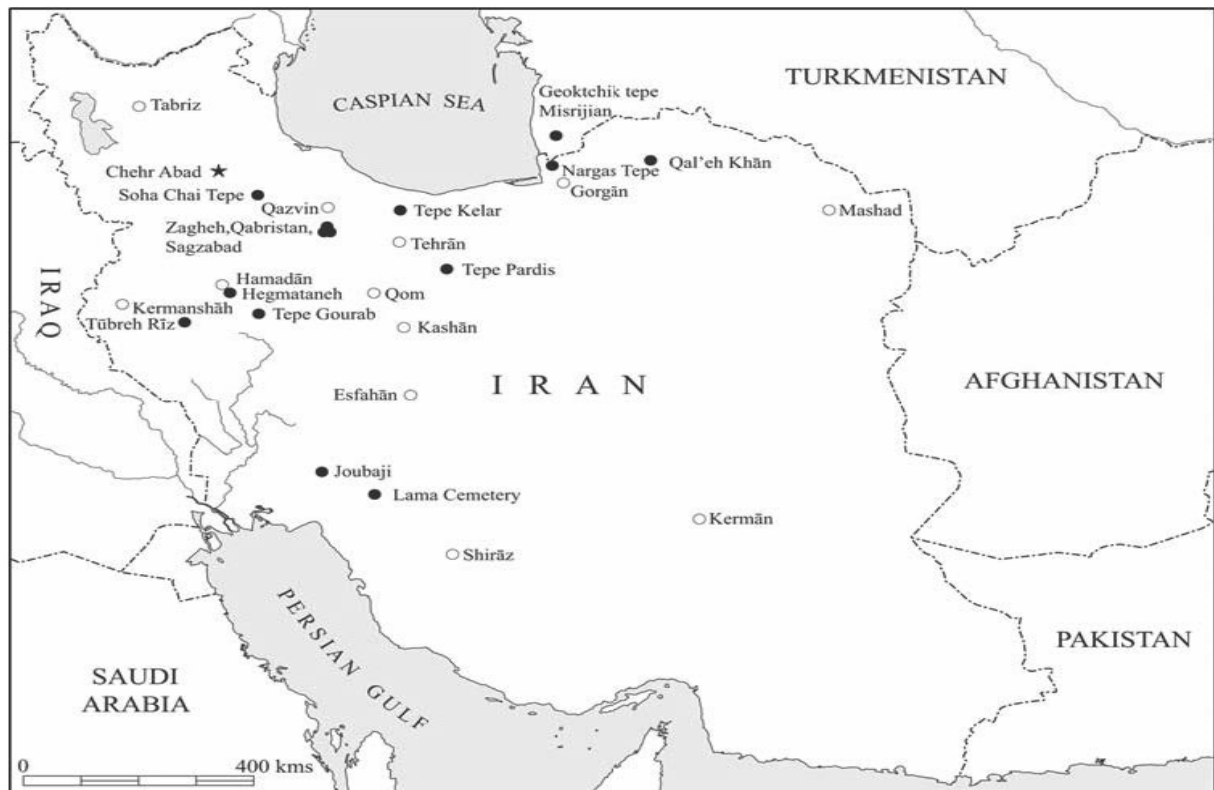 TURKMENISTAN
CASPIAN SEA
Geoktchik tepe
Misrijian
Tabriz
Chehr Abad
Nargas Tepe
Qal'eh Khān
Soha Chai Tepe
Gorgān
Qazvin
Tepe Kelar
Mashad
Zagheh,Qabristan,
Sagzabad
Tehrān
Tepe Pardis
IRAQ
Hamadān
Hegmataneh
Qom
Kermanshāh
Tepe Gourab
Tūbreh Rīz
Kashān
IRAN
AFGHANISTAN
Esfahān
Joubaji
Lama Cemetery
Kermān
Shirāz
PERSIAN GULF
PAKISTAN
SAUDI
ARABIA
0
400 kms